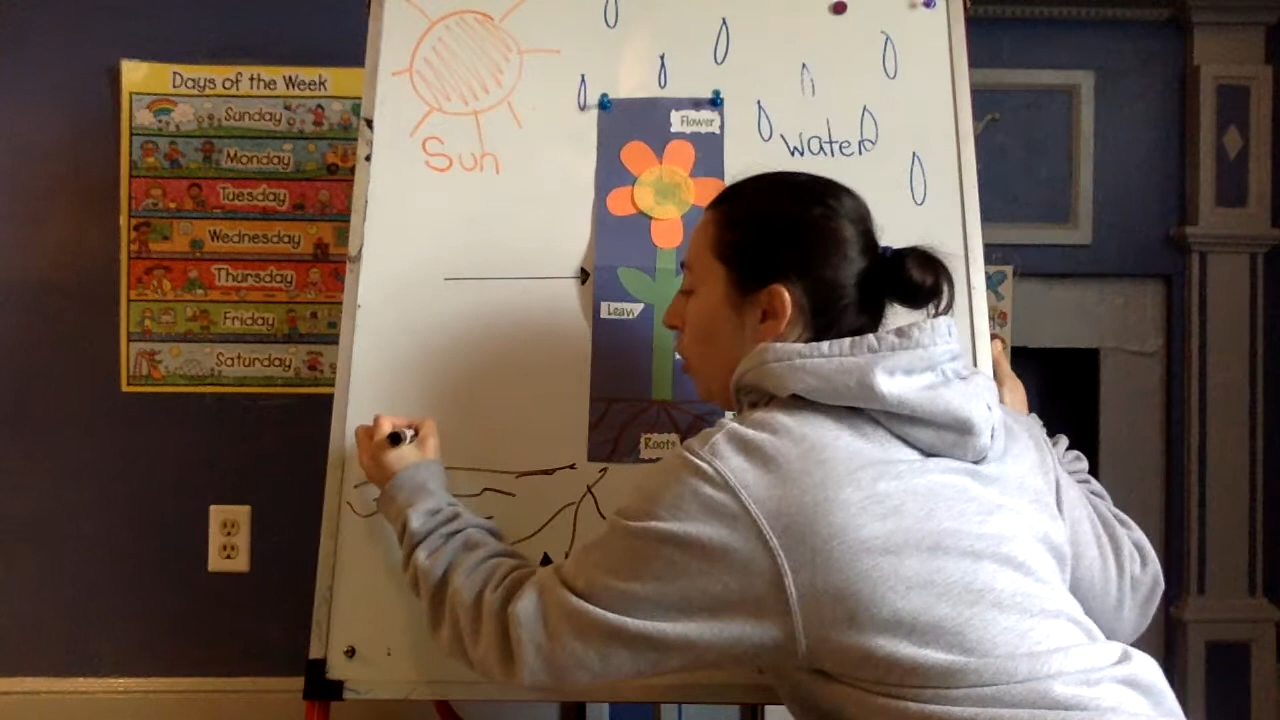 Days of the Week
Sunday
Monday
Tuesday
Wednesday
Thursday
Friday
Saturday
Sun
Flower
water
Leaf
Roots